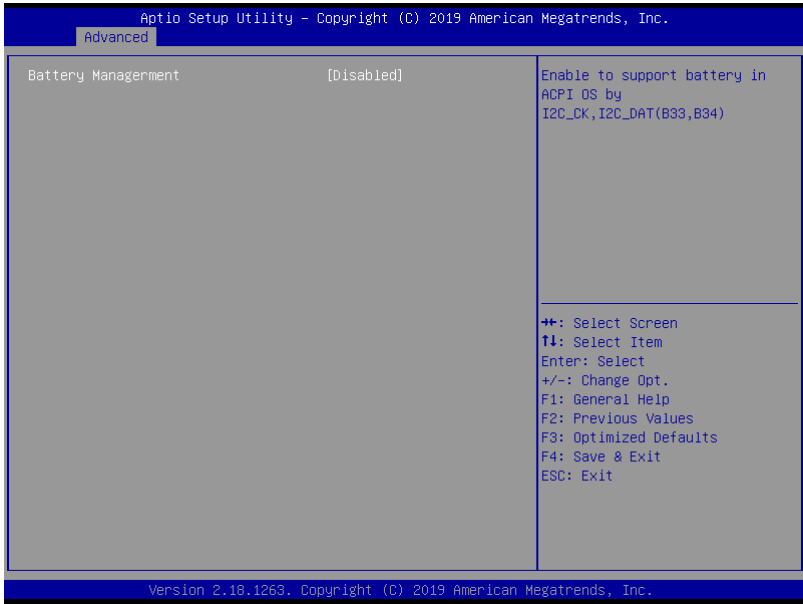 Aptio Setup Utility – Copyright (C) 2019 American Megatrends, Inc.
Advanced
Battery Managerment [Disabled]
Enable to support battery in
ACPI OS by
I2C_CK,I2C_DAT(B33,B34)
→←: Select Screen
↑↓: Select Item
Enter: Select
+/-: Change Opt.
F1: General Help
F2: Previous Values
F3: Optimized Defaults
F4: Save & Exit
ESC: Exit
Version 2.18.1263. Copyright (C) 2019 American Megatrends, Inc.